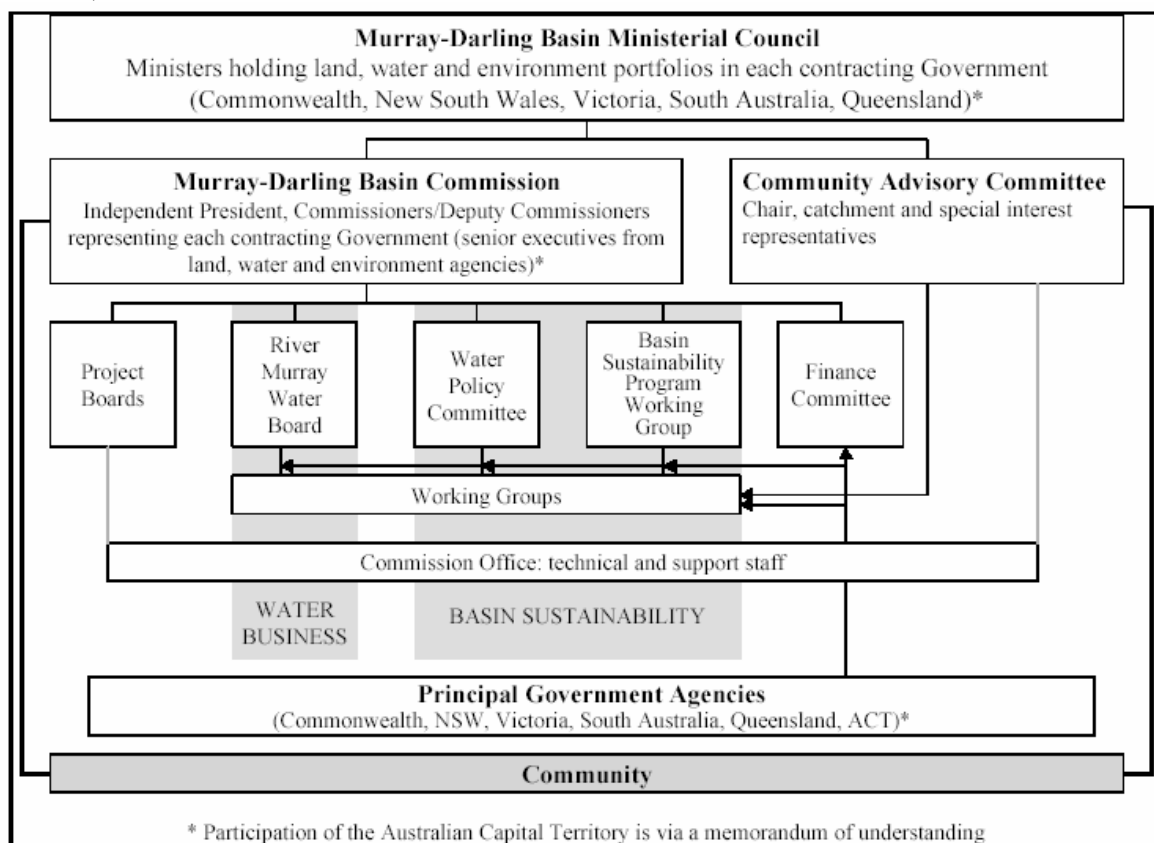 Murray-Darling Basin Ministerial Council
Ministers holding land, water and environment portfolios in each contracting Government
(Commonwealth, New South Wales, Victoria, South Australia, Queensland)*
Murray-Darling Basin Commission
Independent President, Commissioners/Deputy Commissioners
representing each contracting Government (senior executives from
land, water and environment agencies)*
Community Advisory Committee
Chair, catchment and special interest
representatives
Project
Boards
River
Murray
Water
Board
Water
Policy
Committee
Basin
Sustainability
Program
Working
Group
Finance
Committee
Working Groups
Commission Office: technical and support staff
WATER
BUSINESS
BASIN SUSTAINABILITY
Principal Government Agencies
(Commonwealth, NSW, Victoria, South Australia, Queensland, ACT)*
Community
* Participation of the Australian Capital Territory is via a memorandum of understanding